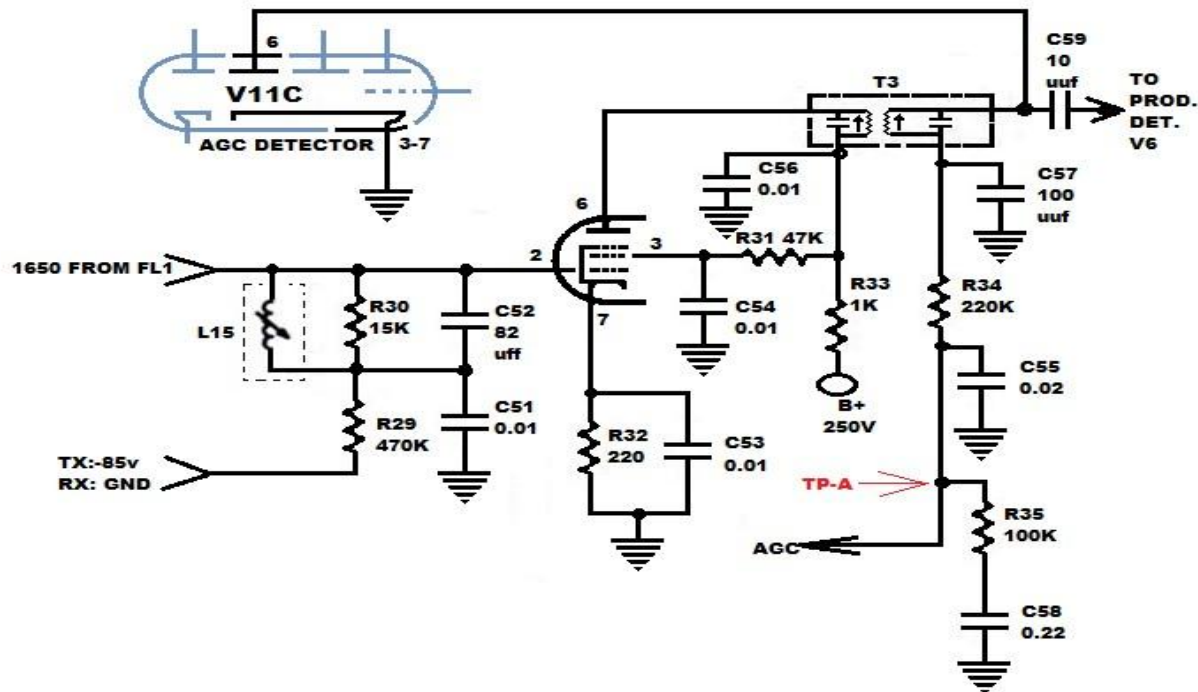 6
V11C
AGC DETECTOR
3-7
C59
10
uuf
TO
PROD.
DET.
V6
T3
C56
0.01
C57
100
uuf
6
1650 FROM FL1
2
3
R31 47K
L15
R30
15K
C52
82
uff
7
C54
0.01
R33
1K
R34
220K
R29
470K
C51
0.01
R32
220
C53
0.01
B+
250V
C55
0.02
TX:-85v
RX: GND
TP-A
R35
100K
AGC
C58
0.22